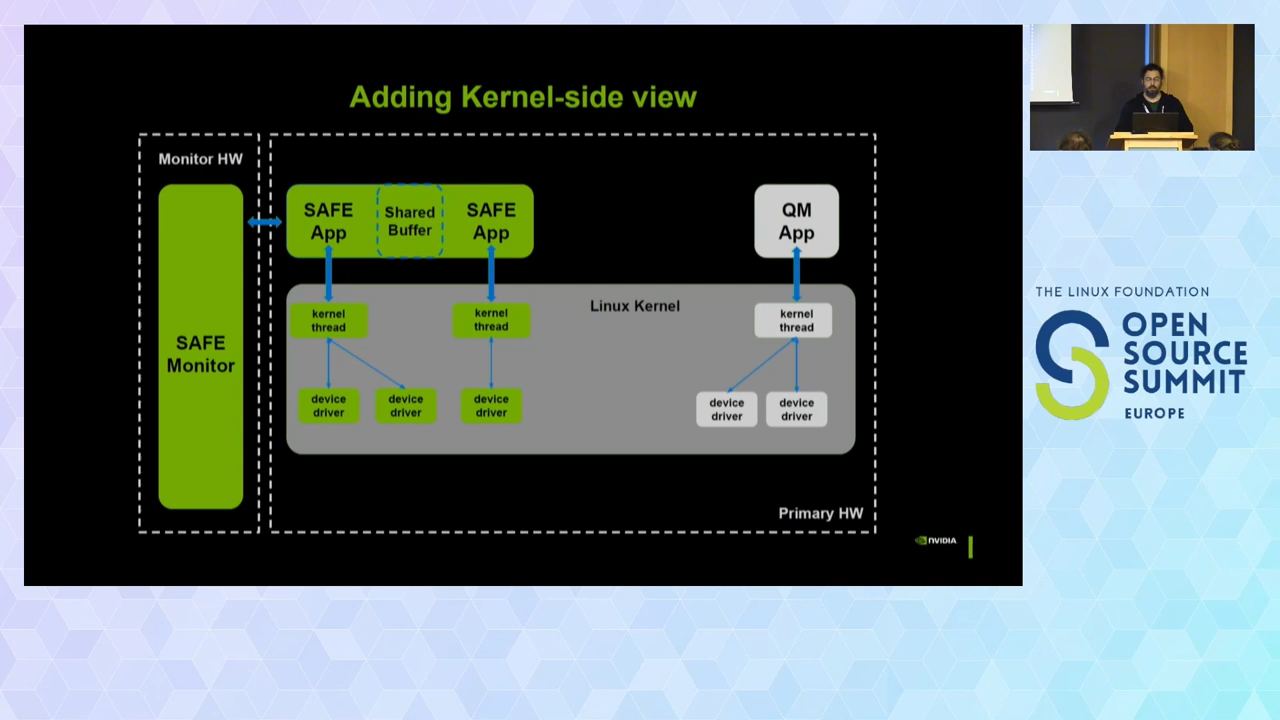 Adding Kernel-side view
Monitor HW
SAFE
Monitor
SAFE
App
Shared
Buffer
SAFE
App
QM
App
Linux Kernel
kernel
thread
kernel
thread
kernel
thread
device
driver
device
driver
device
driver
device
driver
device
driver
Primary HW
NVIDIA
THE LINUX FOUNDATION
OPEN
SOURCE
SUMMIT
EUROPE